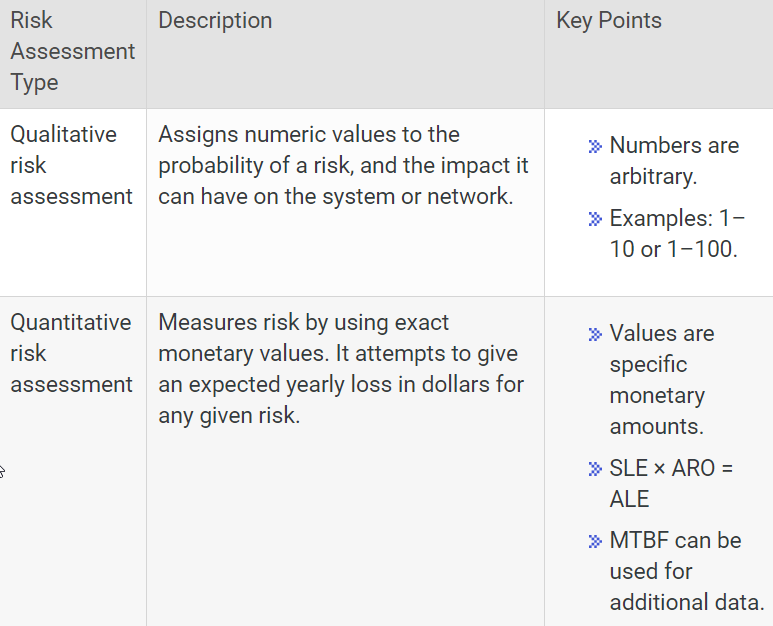 Risk
Assessment
Type
Description
Key Points
Qualitative
risk
assessment
Assigns numeric values to the
probability of a risk, and the impact it
can have on the system or network.
Numbers are
arbitrary.
Examples: 1–
10 or 1–100.
Quantitative
risk
assessment
Measures risk by using exact
monetary values. It attempts to give
an expected yearly loss in dollars for
any given risk.
Values are
specific
monetary
amounts.
SLE × ARO =
ALE
MTBF can be
used for
additional data.